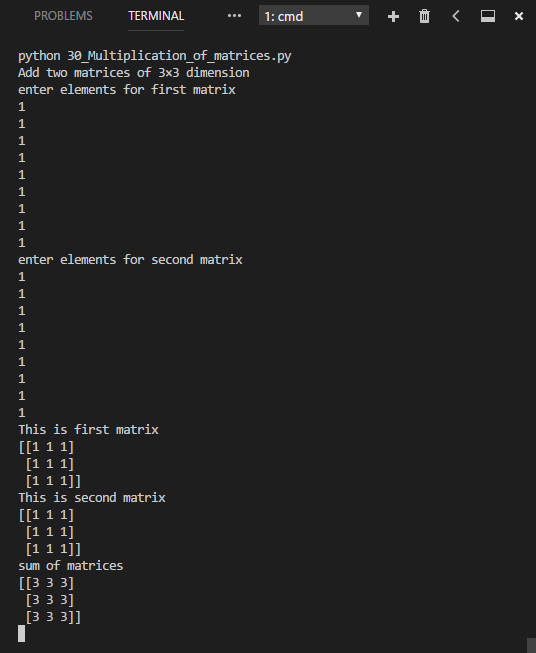 PROBLEMS TERMINAL ••• 1: cmd
python 30_Multiplication_of_matrices.py
Add two matrices of 3×3 dimension
enter elements for first matrix
1
1
1
1
1
1
1
1
1
enter elements for second matrix
1
1
1
1
1
1
1
1
1
This is first matrix
[[1 1 1]
 [1 1 1]
 [1 1 1]]
This is second matrix
[[1 1 1]
 [1 1 1]
 [1 1 1]]
sum of matrices
[[3 3 3]
 [3 3 3]
 [3 3 3]]